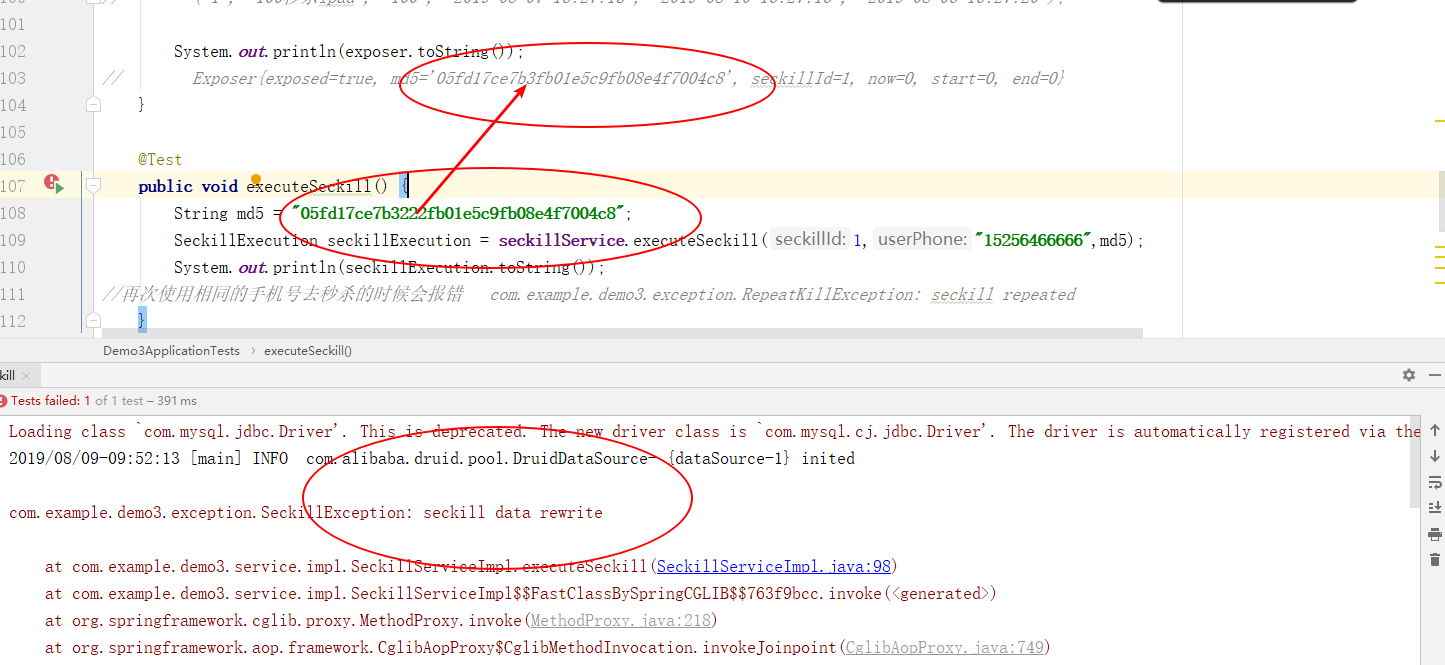 101
102 System.out.println(exposer.toString());
103 // Exposer{exposed=true, md5='05fd17ce7b3fb01e5c9fb08e4f7004c8', seckillId=1, now=0, start=0, end=0}
104 }
105
106 @Test
107 public void executeSeckill() {
108 String md5 = "05fd17ce7b3222fb01e5c9fb08e4f7004c8";
109 SeckillExecution seckillExecution = seckillService.executeSeckill( seckillId: 1, userPhone: "15256466666",md5);
110 System.out.println(seckillExecution.toString());
111 //再次使用相同的手机号去秒杀的时候会报错 com.example.demo3.exception.RepeatKillException: seckill repeated
112 }
Demo3ApplicationTests › executeSeckill()
kill ×
Tests failed: 1 of 1 test – 391 ms
Loading class `com.mysql.jdbc.Driver'. This is deprecated. The new driver class is `com.mysql.cj.jdbc.Driver'. The driver is automatically registered via the
2019/08/09-09:52:13 [main] INFO com.alibaba.druid.pool.DruidDataSource- {dataSource-1} inited
com.example.demo3.exception.SeckillException: seckill data rewrite
at com.example.demo3.service.impl.SeckillServiceImpl.executeSeckill(SeckillServiceImpl.java:98)
at com.example.demo3.service.impl.SeckillServiceImpl$$FastClassBySpringCGLIB$$763f9bcc.invoke(<generated>)
at org.springframework.cglib.proxy.MethodProxy.invoke(MethodProxy.java:218)
at org.springframework.aop.framework.CglibAopProxy$CglibMethodInvocation.invokeJoinpoint(CglibAopProxy.java:749)